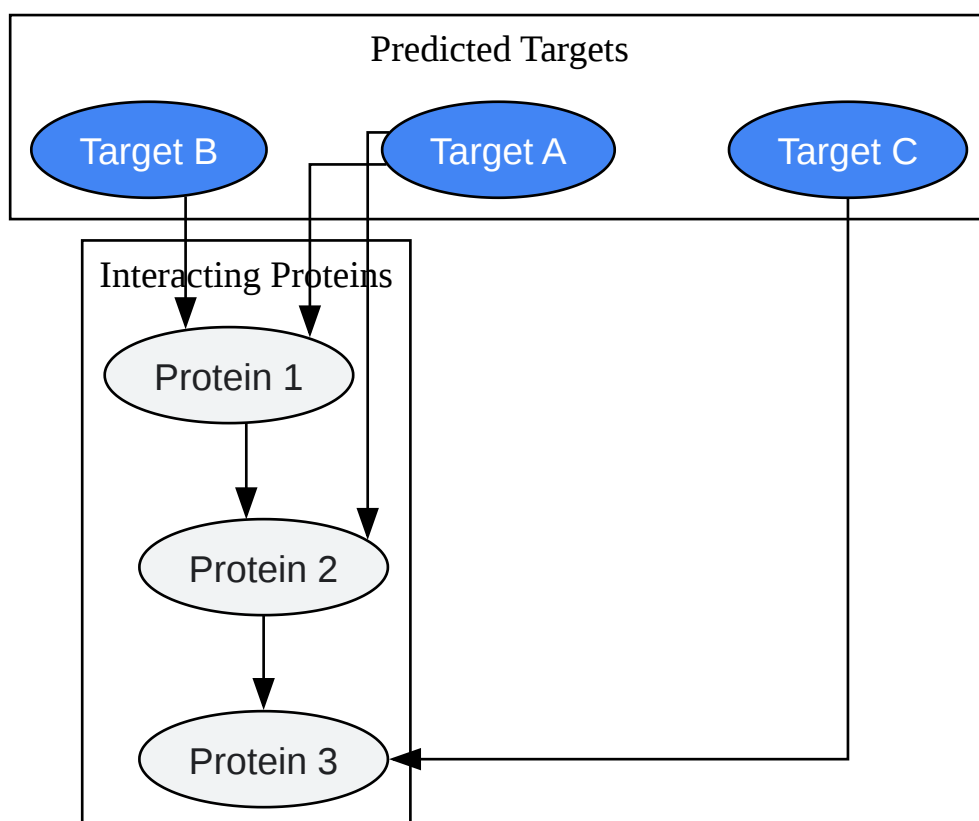 Predicted Targets
Target B
Target A
Target C
Interacting Proteins
Protein 1
Protein 2
Protein 3